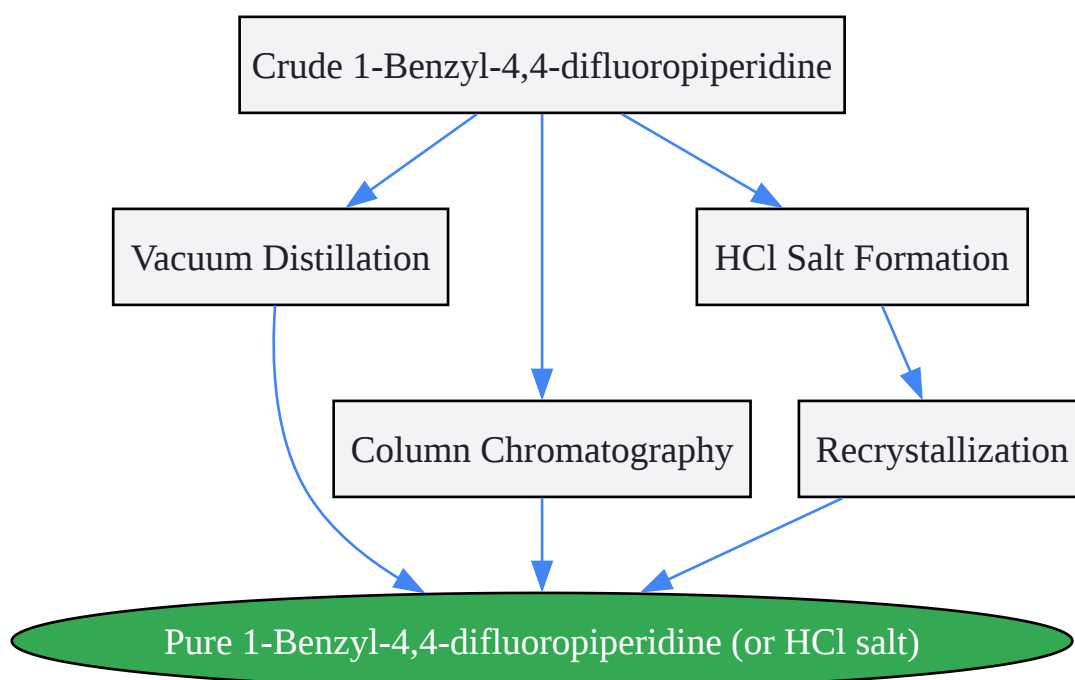 Crude 1-Benzyl-4,4-difluoropiperidine
Vacuum Distillation
HCl Salt Formation
Column Chromatography
Recrystallization
Pure 1-Benzyl-4,4-difluoropiperidine (or HCl salt)